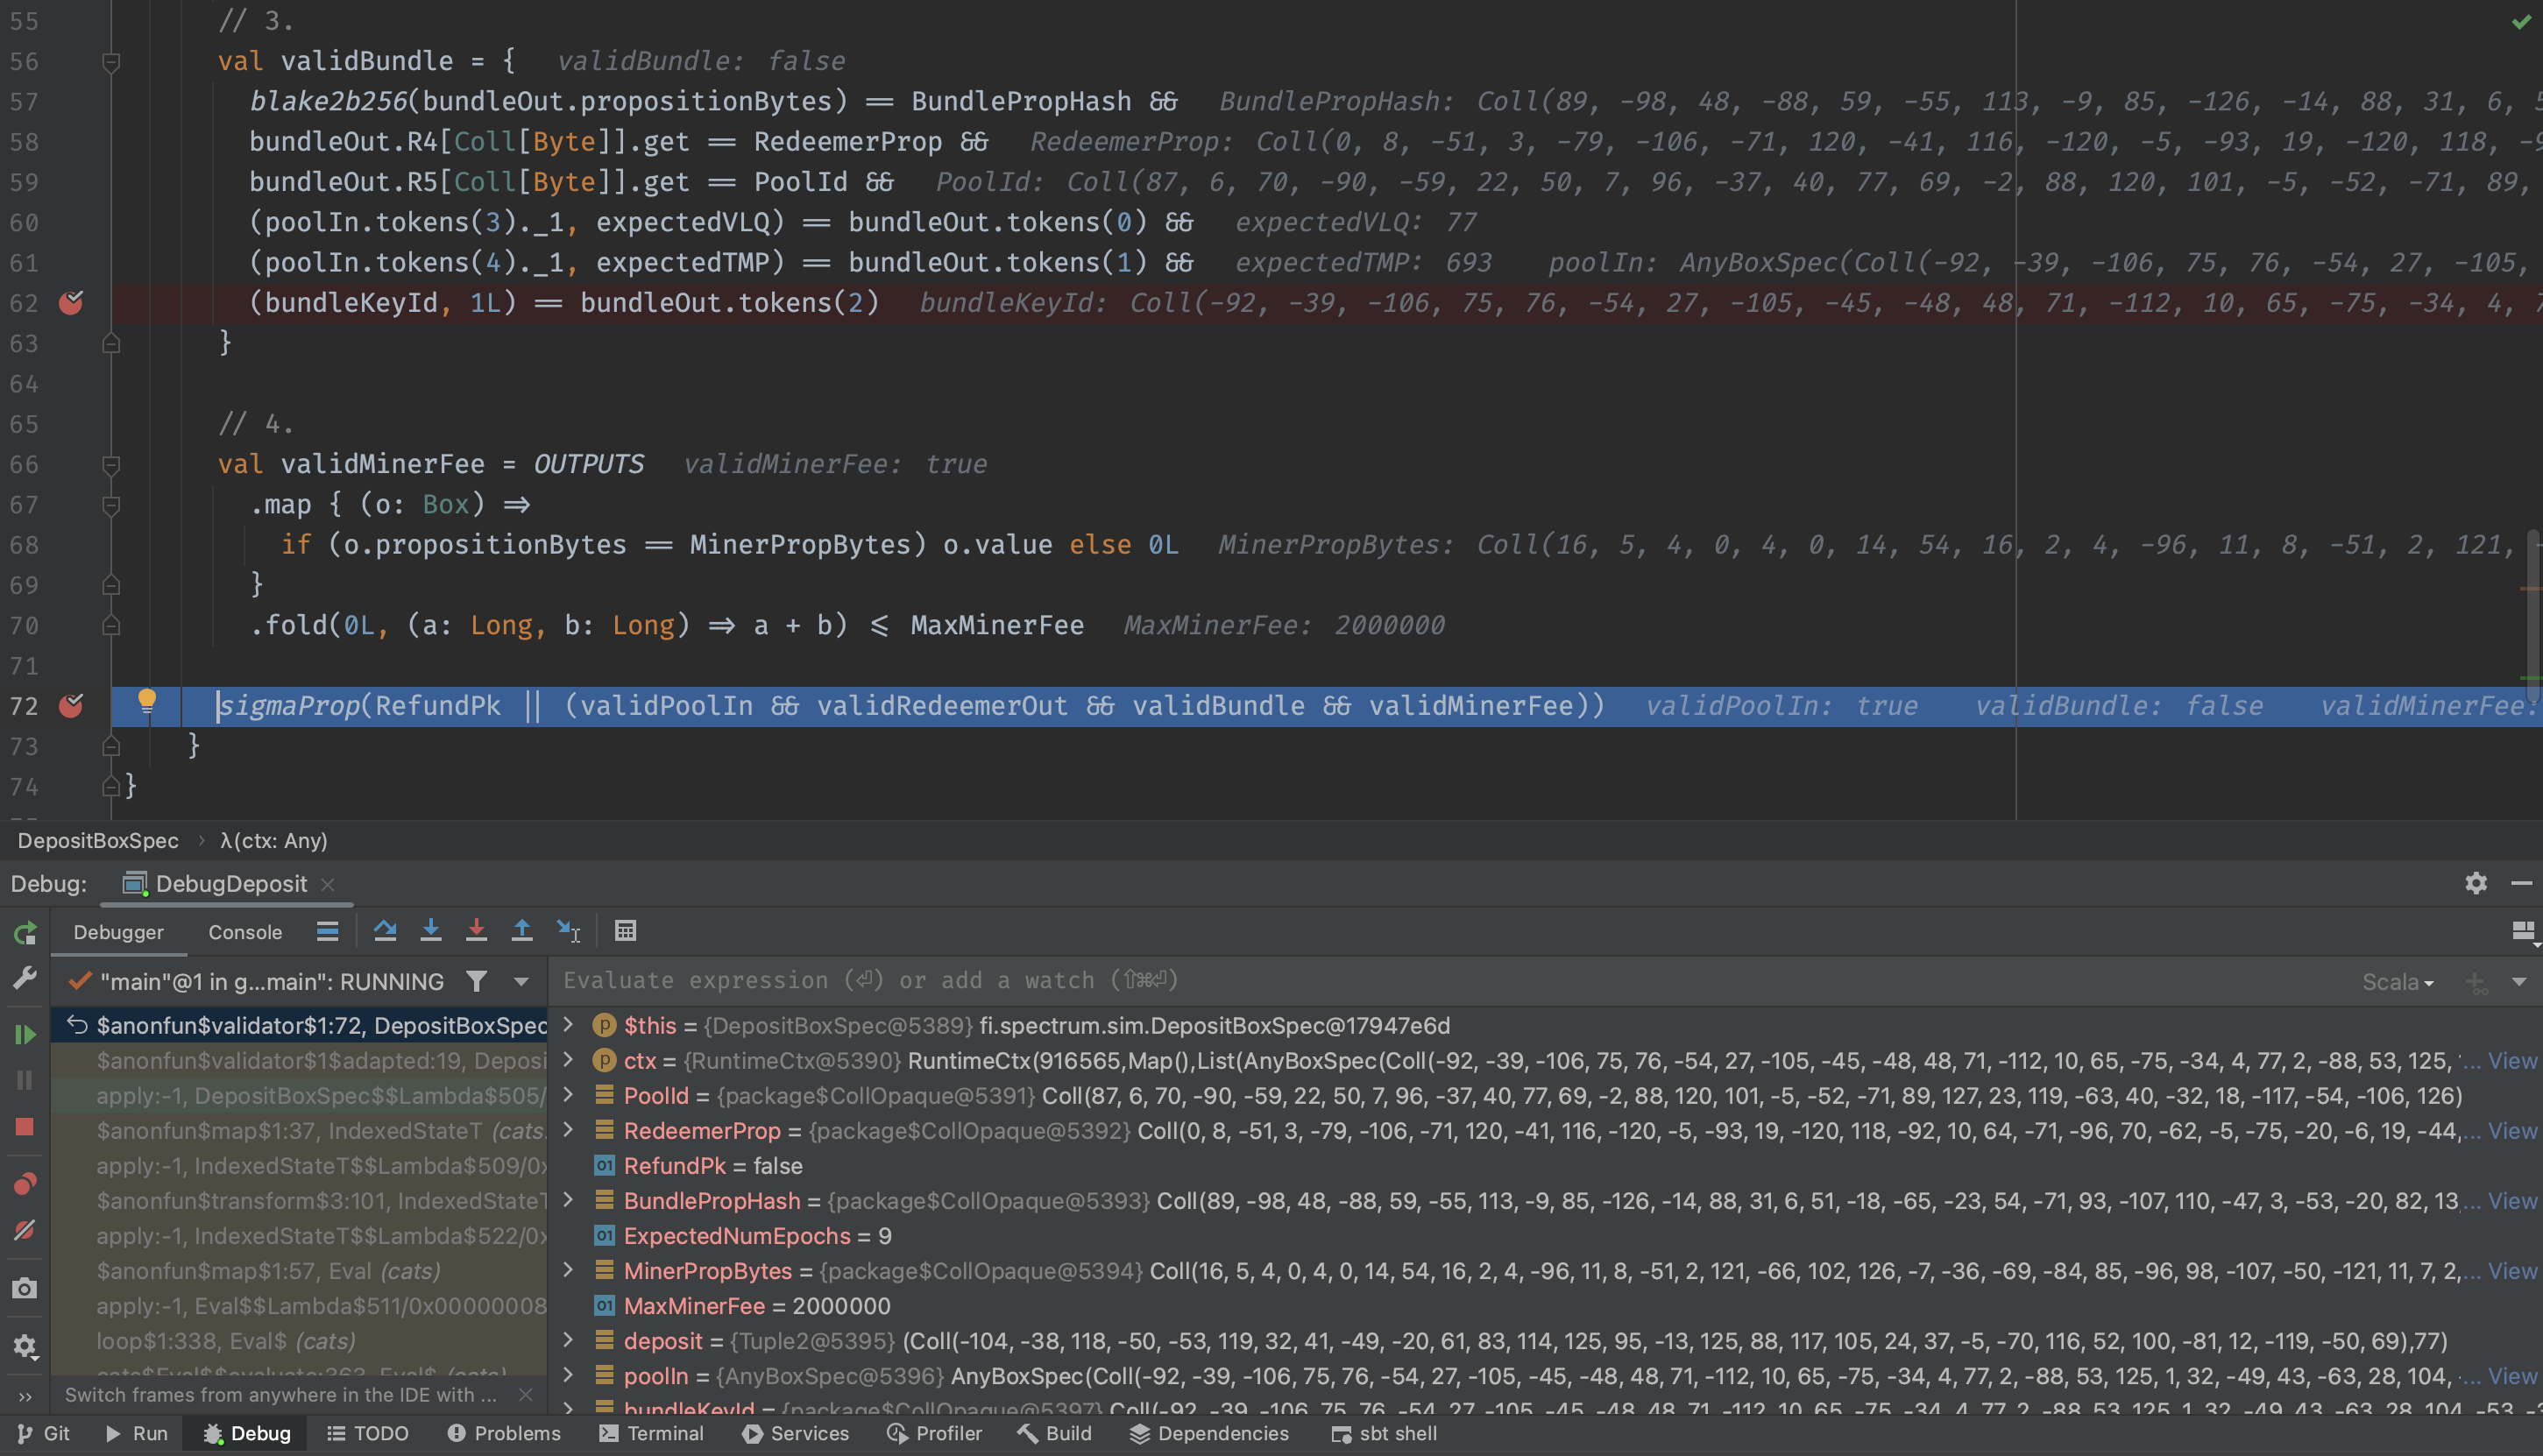 55 // 3.
56 val validBundle = { validBundle: false
57 blake2b256(bundleOut.propositionBytes) == BundlePropHash && BundlePropHash: Coll(89, -98, 48, -88, 59, -55, 113, -9, 85, -126, -14, 88, 31, 6, 5
58 bundleOut.R4[Coll[Byte]].get == RedeemerProp && RedeemerProp: Coll(0, 8, -51, 3, -79, -106, -71, 120, -41, 116, -120, -5, -93, 19, -120, 118, -9
59 bundleOut.R5[Coll[Byte]].get == PoolId && PoolId: Coll(87, 6, 70, -90, -59, 22, 50, 7, 96, -37, 40, 77, 69, -2, 88, 120, 101, -5, -52, -71, 89,
60 (poolIn.tokens(3)._1, expectedVLQ) == bundleOut.tokens(0) && expectedVLQ: 77
61 (poolIn.tokens(4)._1, expectedTMP) == bundleOut.tokens(1) && expectedTMP: 693 poolIn: AnyBoxSpec(Coll(-92, -39, -106, 75, 76, -54, 27, -105,
62 (bundleKeyId, 1L) == bundleOut.tokens(2) bundleKeyId: Coll(-92, -39, -106, 75, 76, -54, 27, -105, -45, -48, 48, 71, -112, 10, 65, -75, -34, 4, 7
63 }
64
65 // 4.
66 val validMinerFee = OUTPUTS validMinerFee: true
67 .map { (o: Box) =>
68 if (o.propositionBytes == MinerPropBytes) o.value else 0L MinerPropBytes: Coll(16, 5, 4, 0, 4, 0, 14, 54, 16, 2, 4, -96, 11, 8, -51, 2, 121,
69 }
70 .fold(0L, (a: Long, b: Long) => a + b) <= MaxMinerFee MaxMinerFee: 2000000
71
72 sigmaProp(RefundPk || (validPoolIn && validRedeemerOut && validBundle && validMinerFee)) validPoolIn: true validBundle: false validMinerFee:
73 }
74 }
DepositBoxSpec › λ(ctx: Any)
Debug: DebugDeposit
Debugger Console
"main"@1 in g...main": RUNNING
Evaluate expression (⏎) or add a watch (⇧⌘⏎) Scala
$anonfun$validator$1:72, DepositBoxSpec
$anonfun$validator$1$adapted:19, Deposi
apply:-1, DepositBoxSpec$$Lambda$505/
$anonfun$map$1:37, IndexedStateT (cats.
apply:-1, IndexedStateT$$Lambda$509/0x
$anonfun$transform$3:101, IndexedStateT
apply:-1, IndexedStateT$$Lambda$522/0x
$anonfun$map$1:57, Eval (cats)
apply:-1, Eval$$Lambda$511/0x00000008
loop$1:338, Eval$ (cats)
cats$Eval$$evaluate:363, Eval$ (cats)
Switch frames from anywhere in the IDE with ...
$this = {DepositBoxSpec@5389} fi.spectrum.sim.DepositBoxSpec@17947e6d
ctx = {RuntimeCtx@5390} RuntimeCtx(916565,Map(),List(AnyBoxSpec(Coll(-92, -39, -106, 75, 76, -54, 27, -105, -45, -48, 48, 71, -112, 10, 65, -75, -34, 4, 77, 2, -88, 53, 125, ... View
PoolId = {package$CollOpaque@5391} Coll(87, 6, 70, -90, -59, 22, 50, 7, 96, -37, 40, 77, 69, -2, 88, 120, 101, -5, -52, -71, 89, 127, 23, 119, -63, 40, -32, 18, -117, -54, -106, 126)
RedeemerProp = {package$CollOpaque@5392} Coll(0, 8, -51, 3, -79, -106, -71, 120, -41, 116, -120, -5, -93, 19, -120, 118, -92, 10, 64, -71, -96, 70, -62, -5, -75, -20, -6, 19, -44,... View
RefundPk = false
BundlePropHash = {package$CollOpaque@5393} Coll(89, -98, 48, -88, 59, -55, 113, -9, 85, -126, -14, 88, 31, 6, 51, -18, -65, -23, 54, -71, 93, -107, 110, -47, 3, -53, -20, 82, 13,... View
ExpectedNumEpochs = 9
MinerPropBytes = {package$CollOpaque@5394} Coll(16, 5, 4, 0, 4, 0, 14, 54, 16, 2, 4, -96, 11, 8, -51, 2, 121, -66, 102, 126, -7, -36, -69, -84, 85, -96, 98, -107, -50, -121, 11, 7, 2,... View
MaxMinerFee = 2000000
deposit = {Tuple2@5395} (Coll(-104, -38, 118, -50, -53, 119, 32, 41, -49, -20, 61, 83, 114, 125, 95, -13, 125, 88, 117, 105, 24, 37, -5, -70, 116, 52, 100, -81, 12, -119, -50, 69),77)
poolIn = {AnyBoxSpec@5396} AnyBoxSpec(Coll(-92, -39, -106, 75, 76, -54, 27, -105, -45, -48, 48, 71, -112, 10, 65, -75, -34, 4, 77, 2, -88, 53, 125, 1, 32, -49, 43, -63, 28, 104, ... View
bundleKeyId = {package$CollOpaque@5397} Coll(-92, -39, -106, 75, 76, -54, 27, -105, -45, -48, 48, 71, -112, 10, 65, -75, -34, 4, 77, 2, -88, 53, 125, 1, 32, -49, 43, -63, 28, 104, -53
Git Run Debug TODO Problems Terminal Services Profiler Build Dependencies sbt shell